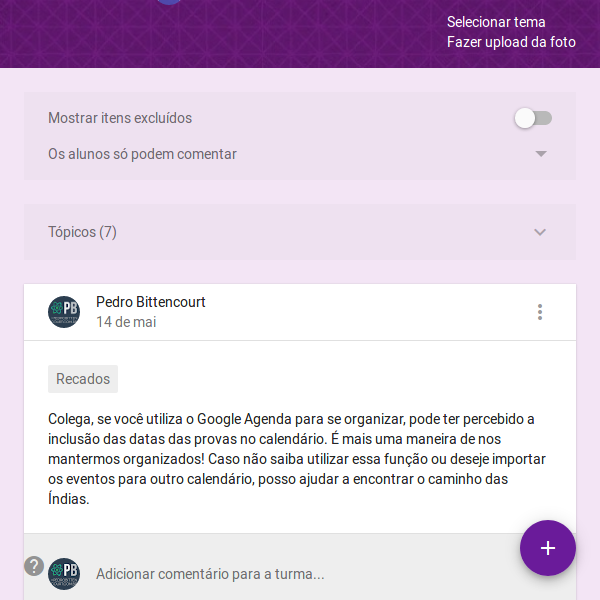 Selecionar tema
Fazer upload da foto
Mostrar itens excluídos
Os alunos só podem comentar
Tópicos (7)
Pedro Bittencourt
14 de mai
Recados
Colega, se você utiliza o Google Agenda para se organizar, pode ter percebido a
inclusão das datas das provas no calendário. É mais uma maneira de nos
mantermos organizados! Caso não saiba utilizar essa função ou deseje importar
os eventos para outro calendário, posso ajudar a encontrar o caminho das
Índias.
PB
Adicionar comentário para a turma...